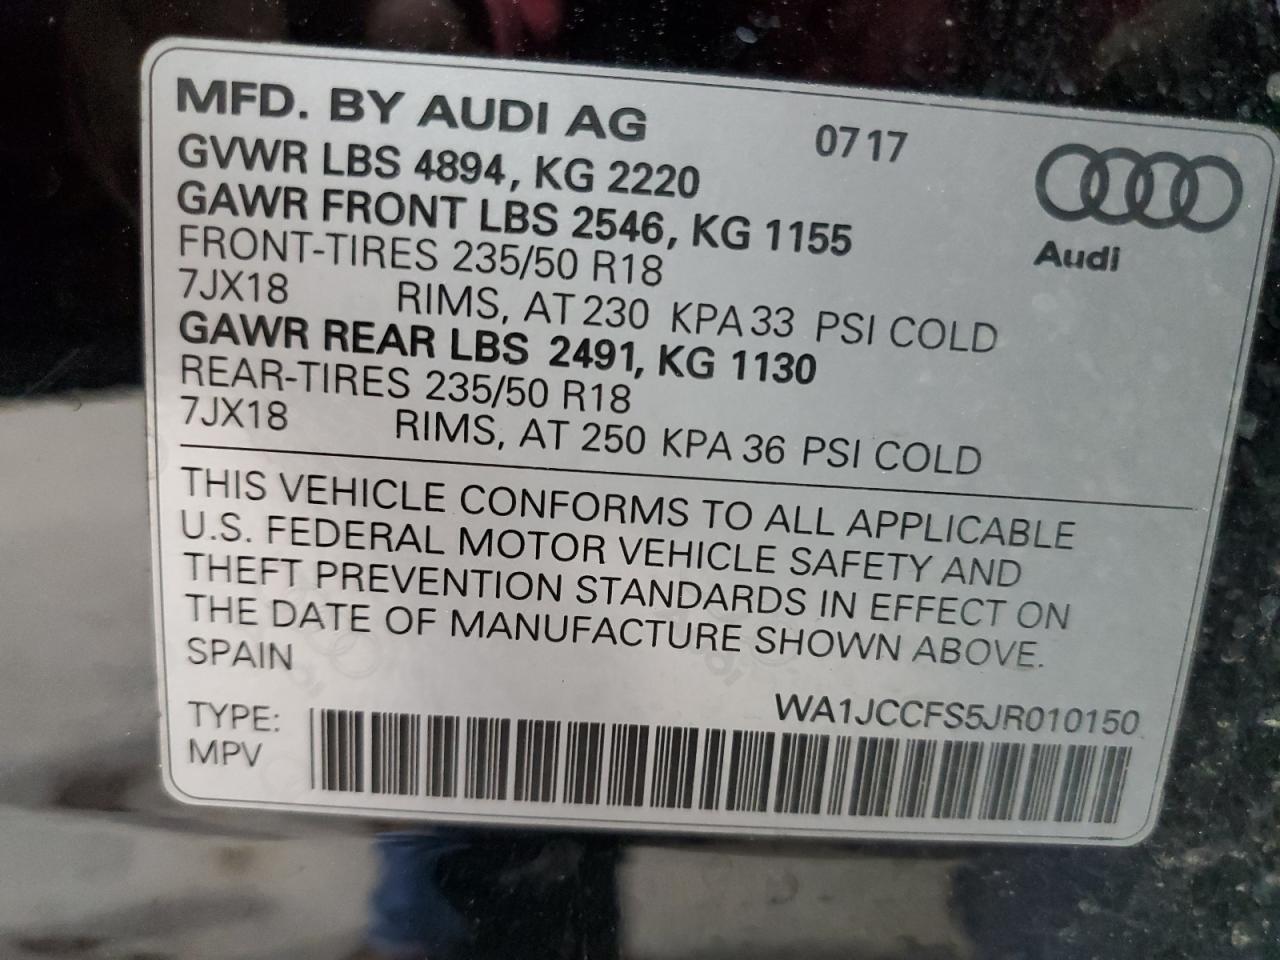 MFD. BY AUDI AG 07 17
GVWR LBS 4894, KG 2220
GAWR FRONT LBS 2546, KG 1155
Audi
FRONT-TIRES 235/50 R18
7JX18 RIMS, AT 230 KPA 33 PSI COLD
GAWR REAR LBS 2491, KG 1130
REAR-TIRES 235/50 R18
7JX18 RIMS, AT 250 KPA 36 PSI COLD
THIS VEHICLE CONFORMS TO ALL APPLICABLE
U.S. FEDERAL MOTOR VEHICLE SAFETY AND
THEFT PREVENTION STANDARDS IN EFFECT ON
THE DATE OF MANUFACTURE SHOWN ABOVE.
SPAIN
WA1JCCFS5JR010150
TYPE:
MPV